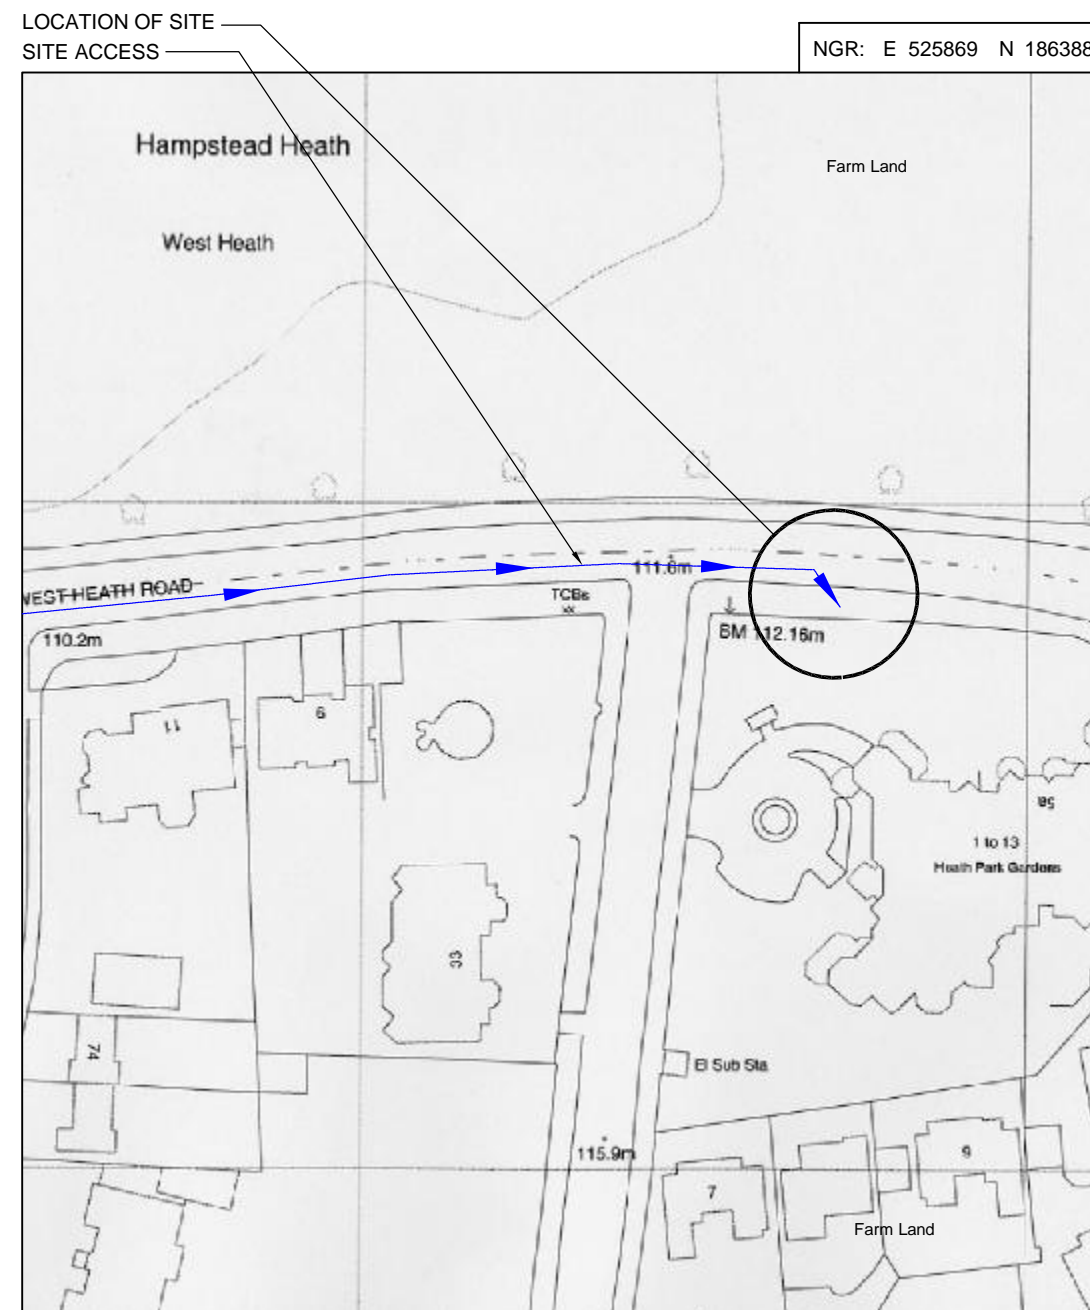 LOCATION OF SITE
SITE ACCESS
NGR: E 525869 N 186388
Hampstead Heath
Farm Land
West Heath
WEST HEATH ROAD
111.6m
TCBs
110.2m
BM 112.16m
11
9
5a
1 to 13
Heath Park Gardens
33
74
El Sub Sta
115.9m
9
7
Farm Land